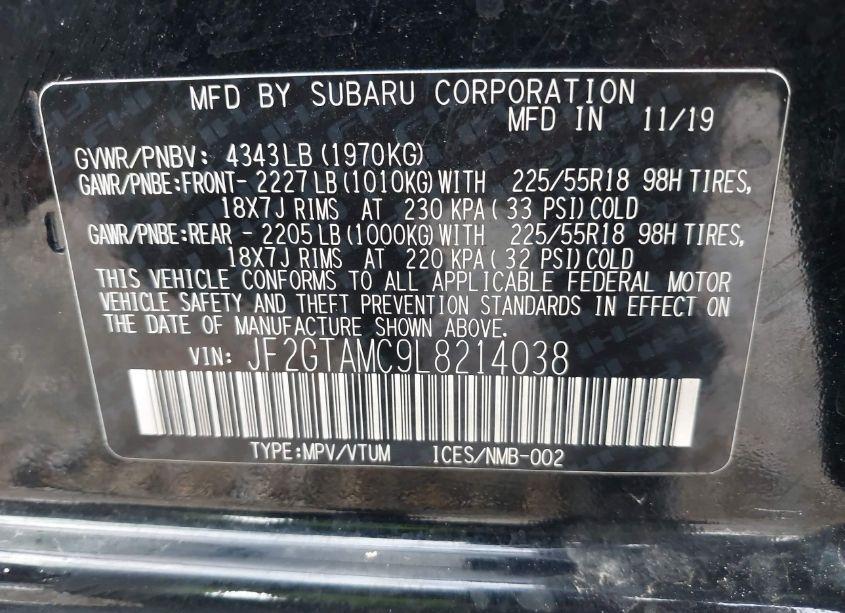 MFD BY SUBARU CORPORATION
MFD IN 11/19
GVWR/PNBV: 4343LB (1970KG)
GAWR/PNBE:FRONT- 2227LB (1010KG) WITH 225/55R18 98H TIRES,
18X7J RIMS AT 230 KPA ( 33 PSI) COLD
GAWR/PNBE:REAR - 2205LB (1000KG) WITH 225/55R18 98H TIRES,
18X7J RIMS AT 220 KPA ( 32 PSI) COLD
THIS VEHICLE CONFORMS TO ALL APPLICABLE FEDERAL MOTOR
VEHICLE SAFETY AND THEFT PREVENTION STANDARDS IN EFFECT ON
THE DATE OF MANUFACTURE SHOWN ABOVE.
VIN: JF2GTAMC9L8214038
TYPE:MPV/VTUM ICES/NMB-002